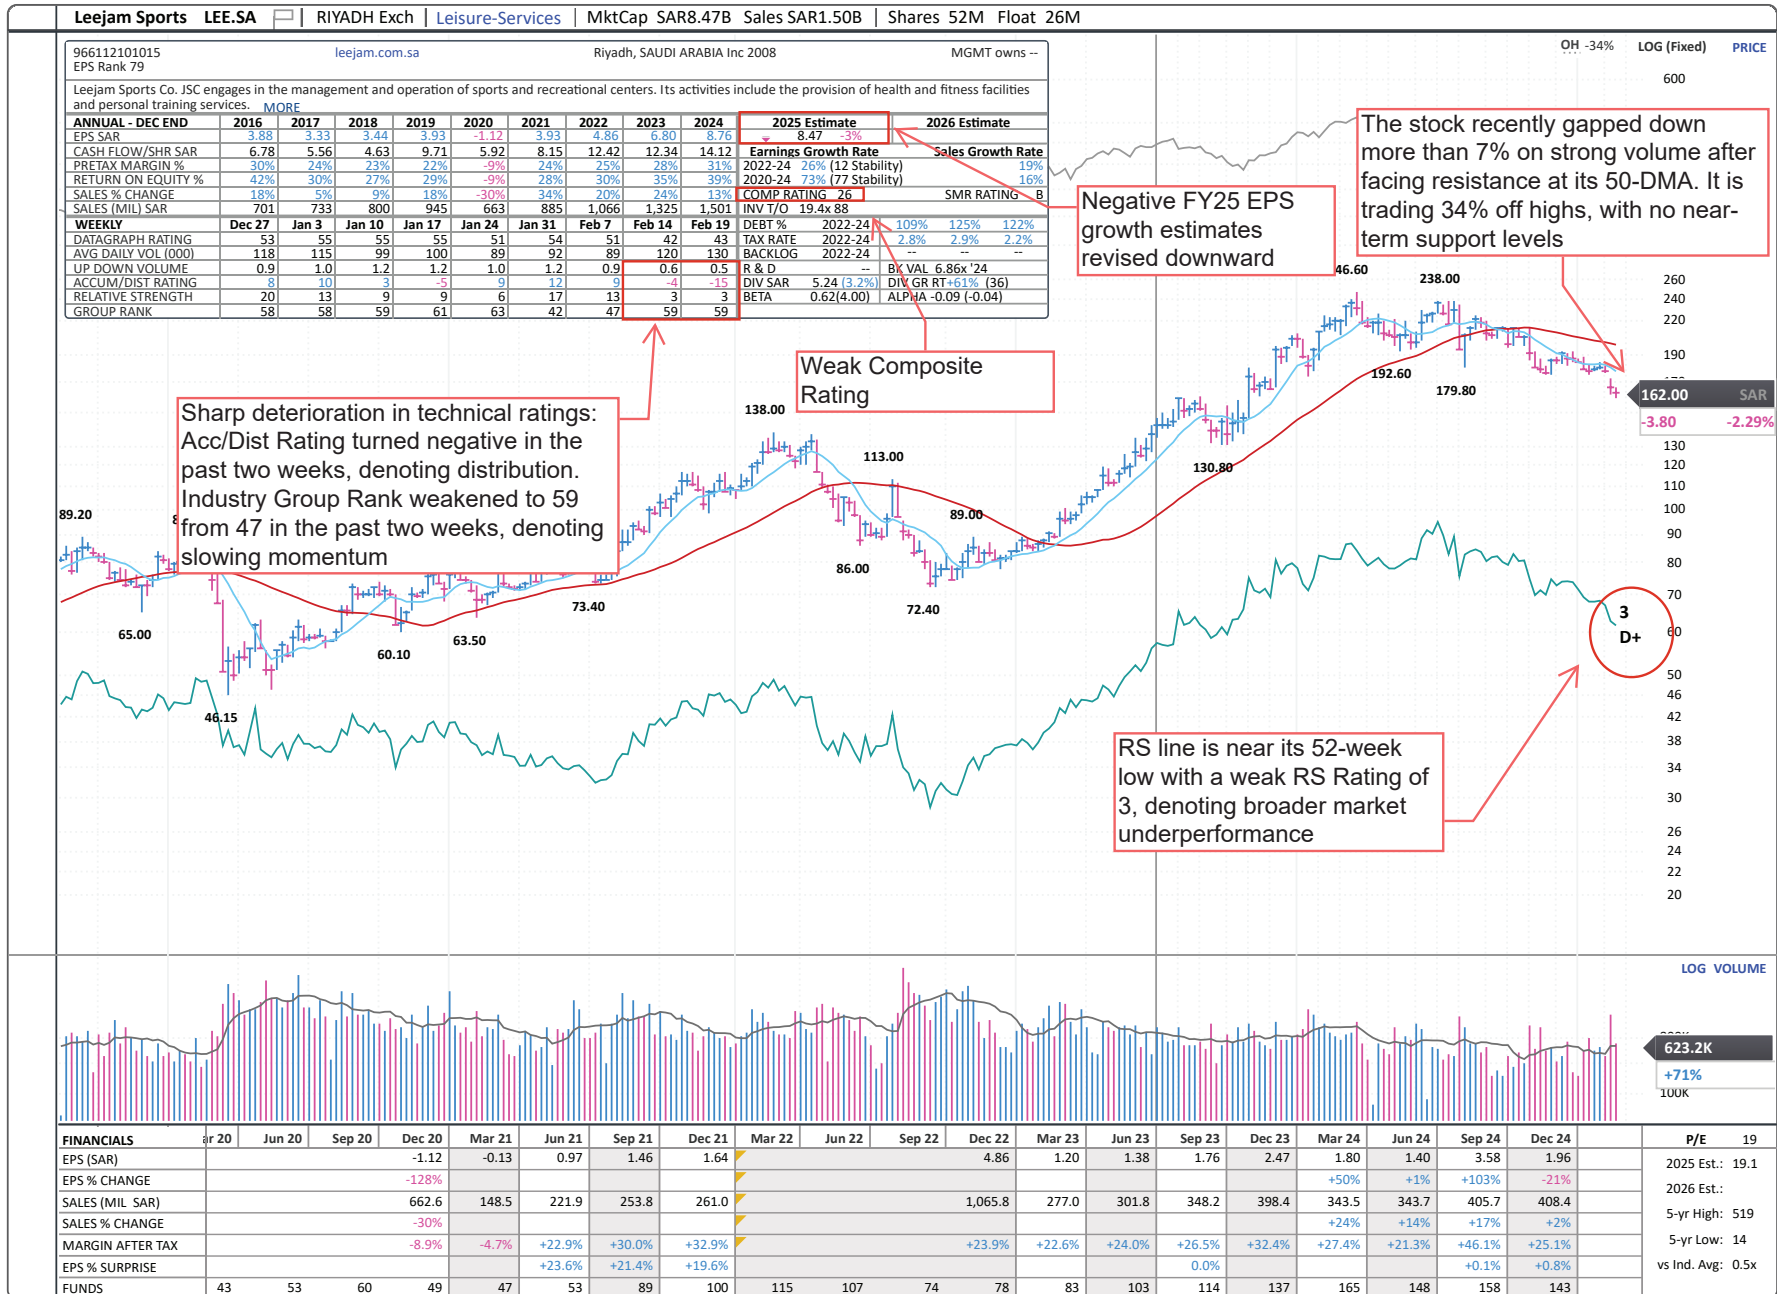 Leejam Sports LEE.SA RIYADH Exch Leisure-Services MktCap SAR8.47B Sales SAR1.50B Shares 52M Float 26M
966112101015 leejam.com.sa Riyadh, SAUDI ARABIA Inc 2008 MGMT owns --
EPS Rank 79
Leejam Sports Co. JSC engages in the management and operation of sports and recreational centers. Its activities include the provision of health and fitness facilities
and personal training services. MORE
ANNUAL - DEC END 2016 2017 2018 2019 2020 2021 2022 2023 2024 2025 Estimate 2026 Estimate
EPS SAR 3.88 3.33 3.44 3.93 -1.12 3.93 4.86 6.80 8.76 8.47 -3%
CASH FLOW/SHR SAR 6.78 5.56 4.63 9.71 5.92 8.15 12.42 12.34 14.12 Earnings Growth Rate Sales Growth Rate
PRETAX MARGIN % 30% 24% 23% 22% -9% 24% 25% 28% 31% 2022-24 26% (12 Stability) 19%
RETURN ON EQUITY % 42% 30% 27% 29% -9% 28% 30% 35% 39% 2020-24 73% (77 Stability) 16%
SALES % CHANGE 18% 5% 9% 18% -30% 34% 20% 24% 13% COMP RATING 26 SMR RATING B
SALES (MIL) SAR 701 733 800 945 663 885 1,066 1,325 1,501 INV T/O 19.4x 88
WEEKLY Dec 27 Jan 3 Jan 10 Jan 17 Jan 24 Jan 31 Feb 7 Feb 14 Feb 19 DEBT % 2022-24 109% 125% 122%
DATAGRAPH RATING 53 55 55 55 51 54 51 42 43 TAX RATE 2022-24 2.8% 2.9% 2.2%
AVG DAILY VOL (000) 118 115 99 100 89 92 89 120 130 BACKLOG 2022-24 -- -- --
UP DOWN VOLUME 0.9 1.0 1.2 1.2 1.0 1.2 0.9 0.6 0.5 R & D -- BK VAL 6.86x '24
ACCUM/DIST RATING 8 10 3 -5 9 12 9 -4 -15 DIV SAR 5.24 (3.2%) DIV GR RT +61% (36)
RELATIVE STRENGTH 20 13 9 9 6 17 13 3 3 BETA 0.62(4.00) ALPHA -0.09 (-0.04)
GROUP RANK 58 58 59 61 63 42 47 59 59
OH -34% LOG (Fixed) PRICE
600
The stock recently gapped down
more than 7% on strong volume after
facing resistance at its 50-DMA. It is
trading 34% off highs, with no near-
term support levels
Negative FY25 EPS
growth estimates
revised downward
Weak Composite
Rating
Sharp deterioration in technical ratings:
Acc/Dist Rating turned negative in the
past two weeks, denoting distribution.
Industry Group Rank weakened to 59
from 47 in the past two weeks, denoting
slowing momentum
RS line is near its 52-week
low with a weak RS Rating of
3, denoting broader market
underperformance
46.60
238.00
192.60
179.80
138.00
113.00
130.80
89.20
89.00
86.00
73.40
72.40
65.00
63.50
60.10
46.15
260
240
220
190
162.00 SAR
-3.80 -2.29%
130
120
110
100
90
80
70
60
50
46
42
38
34
30
26
24
22
20
3
D+
LOG VOLUME
623.2K
+71%
100K
FINANCIALS ar 20 Jun 20 Sep 20 Dec 20 Mar 21 Jun 21 Sep 21 Dec 21 Mar 22 Jun 22 Sep 22 Dec 22 Mar 23 Jun 23 Sep 23 Dec 23 Mar 24 Jun 24 Sep 24 Dec 24
EPS (SAR) -1.12 -0.13 0.97 1.46 1.64 4.86 1.20 1.38 1.76 2.47 1.80 1.40 3.58 1.96
EPS % CHANGE -128% +50% +1% +103% -21%
SALES (MIL SAR) 662.6 148.5 221.9 253.8 261.0 1,065.8 277.0 301.8 348.2 398.4 343.5 343.7 405.7 408.4
SALES % CHANGE -30% +24% +14% +17% +2%
MARGIN AFTER TAX -8.9% -4.7% +22.9% +30.0% +32.9% +23.9% +22.6% +24.0% +26.5% +32.4% +27.4% +21.3% +46.1% +25.1%
EPS % SURPRISE +23.6% +21.4% +19.6% 0.0% +0.1% +0.8%
FUNDS 43 53 60 49 47 53 89 100 115 107 74 78 83 103 114 137 165 148 158 143
P/E 19
2025 Est.: 19.1
2026 Est.:
5-yr High: 519
5-yr Low: 14
vs Ind. Avg: 0.5x